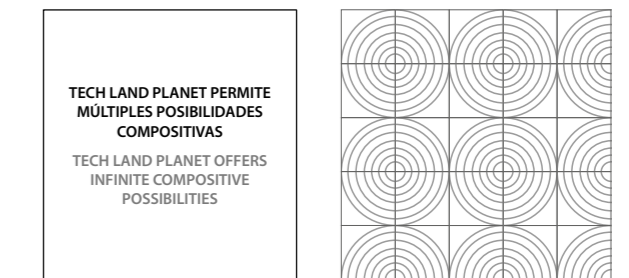 TECH LAND PLANET PERMITE
MÚLTIPLES POSIBILIDADES
COMPOSITIVAS
TECH LAND PLANET OFFERS
INFINITE COMPOSITIVE
POSSIBILITIES